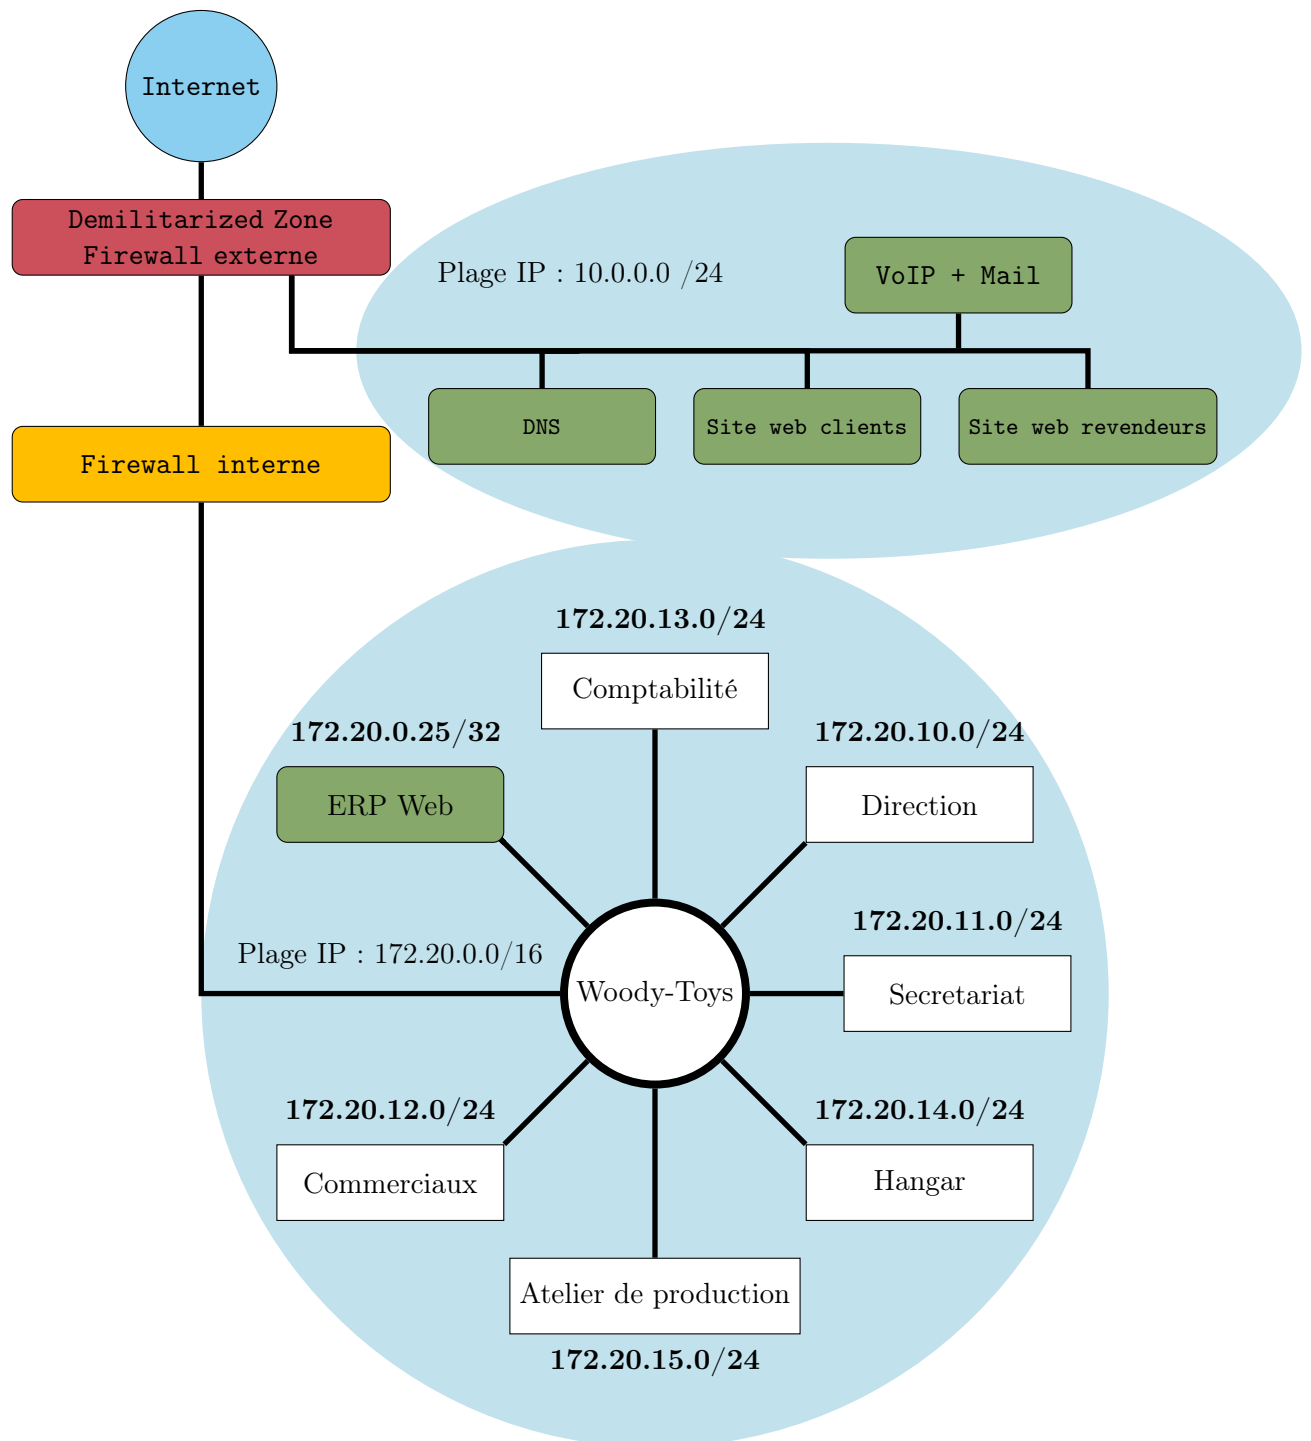 Internet
Demilitarized Zone
Firewall externe
Plage IP : 10.0.0.0 /24
VoIP + Mail
DNS
Site web clients
Site web revendeurs
Firewall interne
172.20.13.0/24
Comptabilité
172.20.0.25/32
172.20.10.0/24
ERP Web
Direction
172.20.11.0/24
Plage IP : 172.20.0.0/16
Woody-Toys
Secretariat
172.20.12.0/24
172.20.14.0/24
Commerciaux
Hangar
Atelier de production
172.20.15.0/24